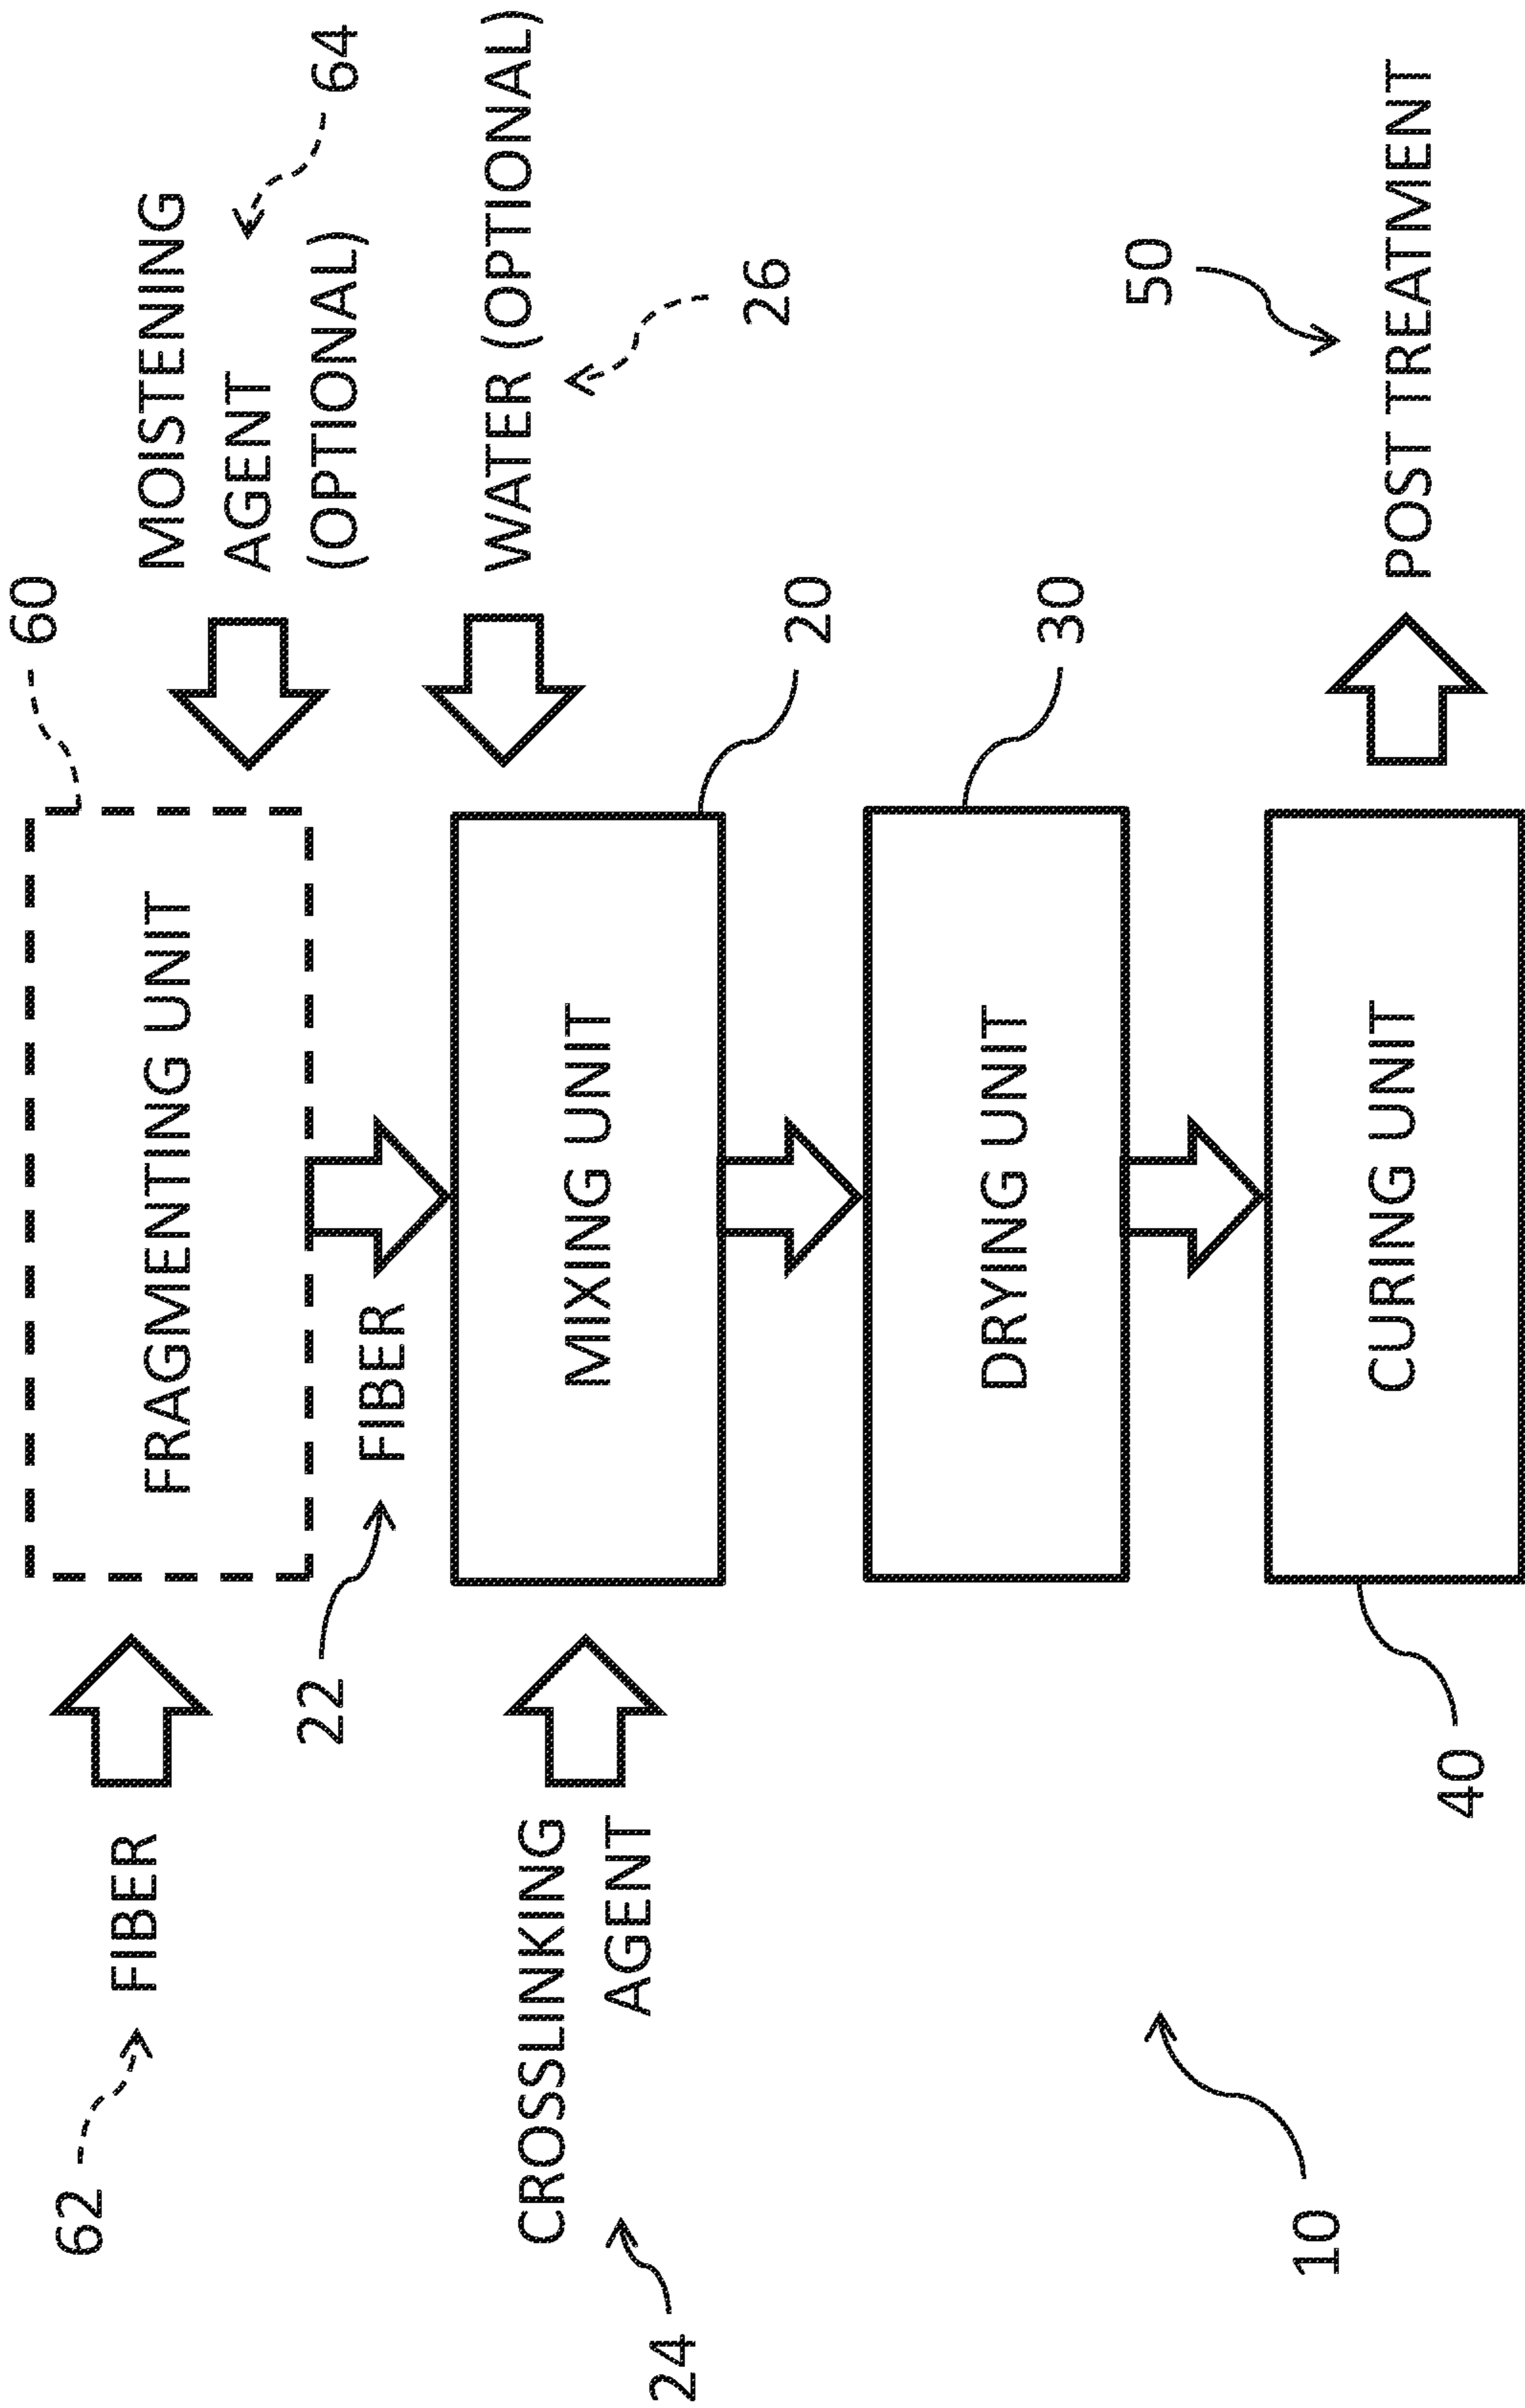 60
62
FIBER
FRAGMENTING UNIT
MOISTENING
AGENT
(OPTIONAL)
64
22
FIBER
WATER (OPTIONAL)
CROSSLINKING
AGENT
24
MIXING UNIT
26
20
DRYING UNIT
30
50
10
CURING UNIT
POST TREATMENT
40